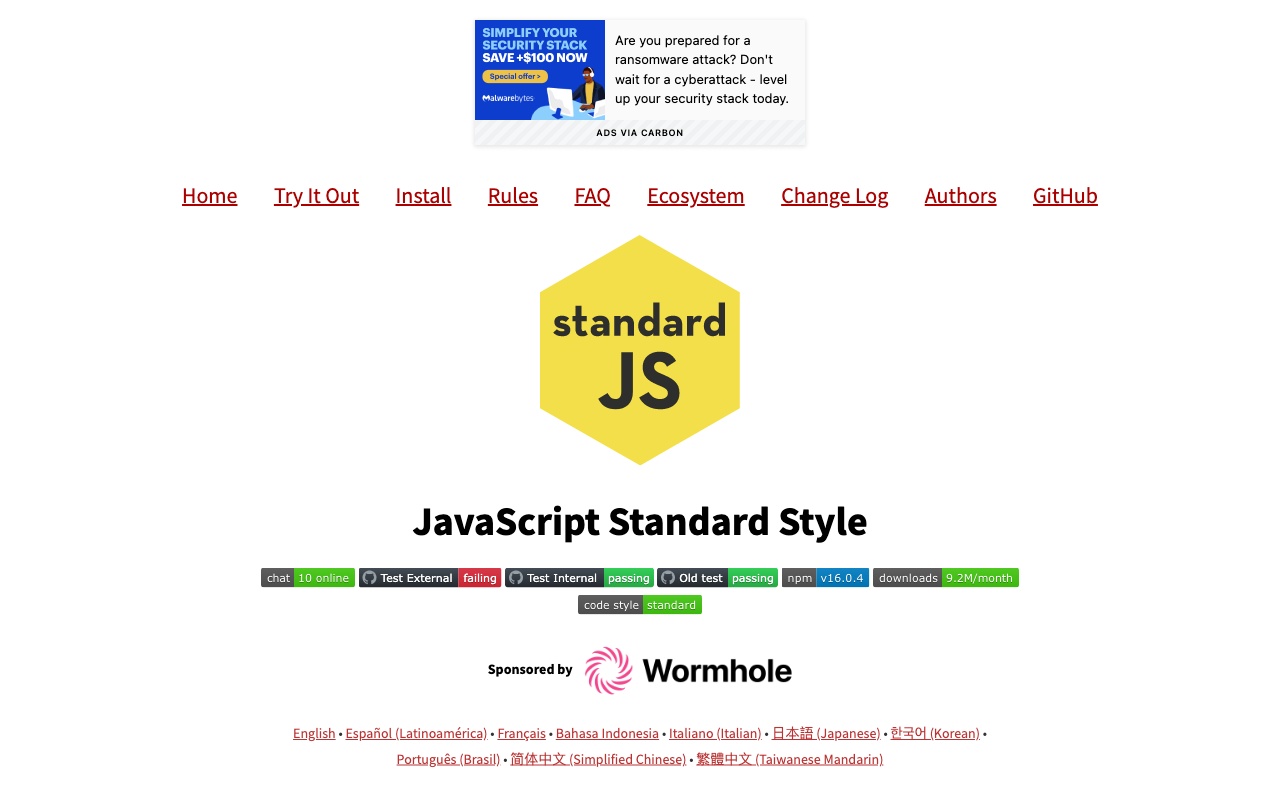 SIMPLIFY YOUR
SECURITY STACK
SAVE +$100 NOW
Special offer >
Malwarebytes
Are you prepared for a
ransomware attack? Don't
wait for a cyberattack - level
up your security stack today.
ADS VIA CARBON
Home Try It Out Install Rules FAQ Ecosystem Change Log Authors GitHub
standard
JS
JavaScript Standard Style
chat 10 online Test External failing Test Internal passing Old test passing npm v16.0.4 downloads 9.2M/month
code style standard
Sponsored by Wormhole
English • Español (Latinoamérica) • Français • Bahasa Indonesia • Italiano (Italian) • 日本語 (Japanese) • 한국어 (Korean) •
Português (Brasil) • 简体中文 (Simplified Chinese) • 繁體中文 (Taiwanese Mandarin)